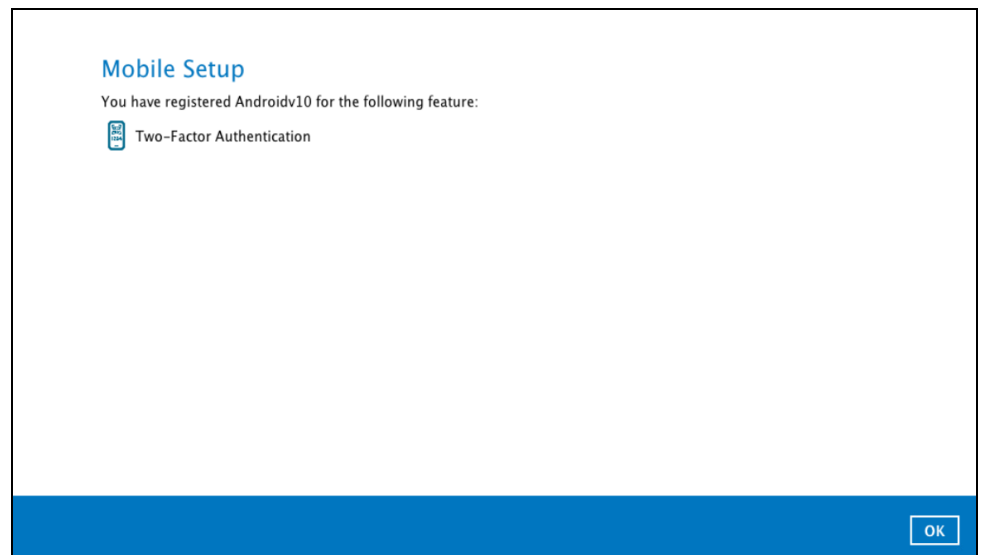 Mobile Setup
You have registered Androidv10 for the following feature:
Two-Factor Authentication
OK